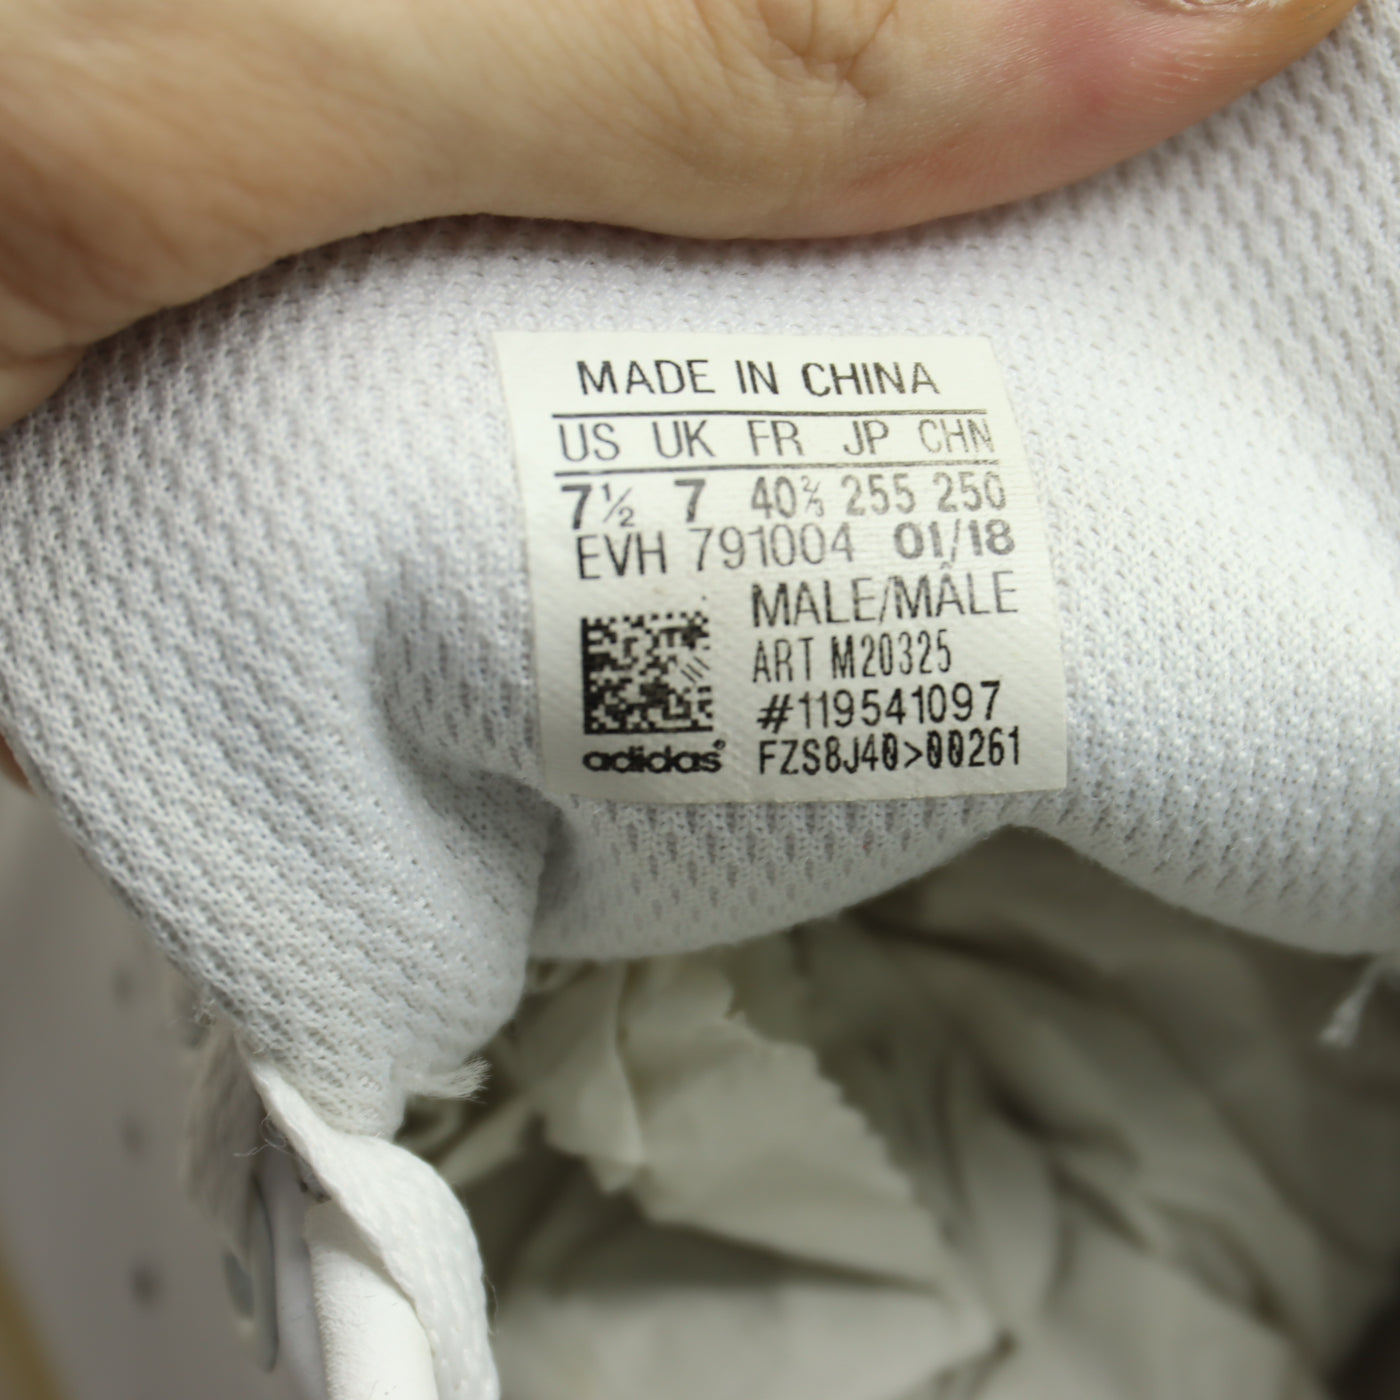 MADE IN CHINA
US UK FR JP CHN
7½ 7 40⅔ 255 250
EVH 791004 01/18
MALE/MÂLE
ART M20325
#119541097
adidas® FZS8J40>00261